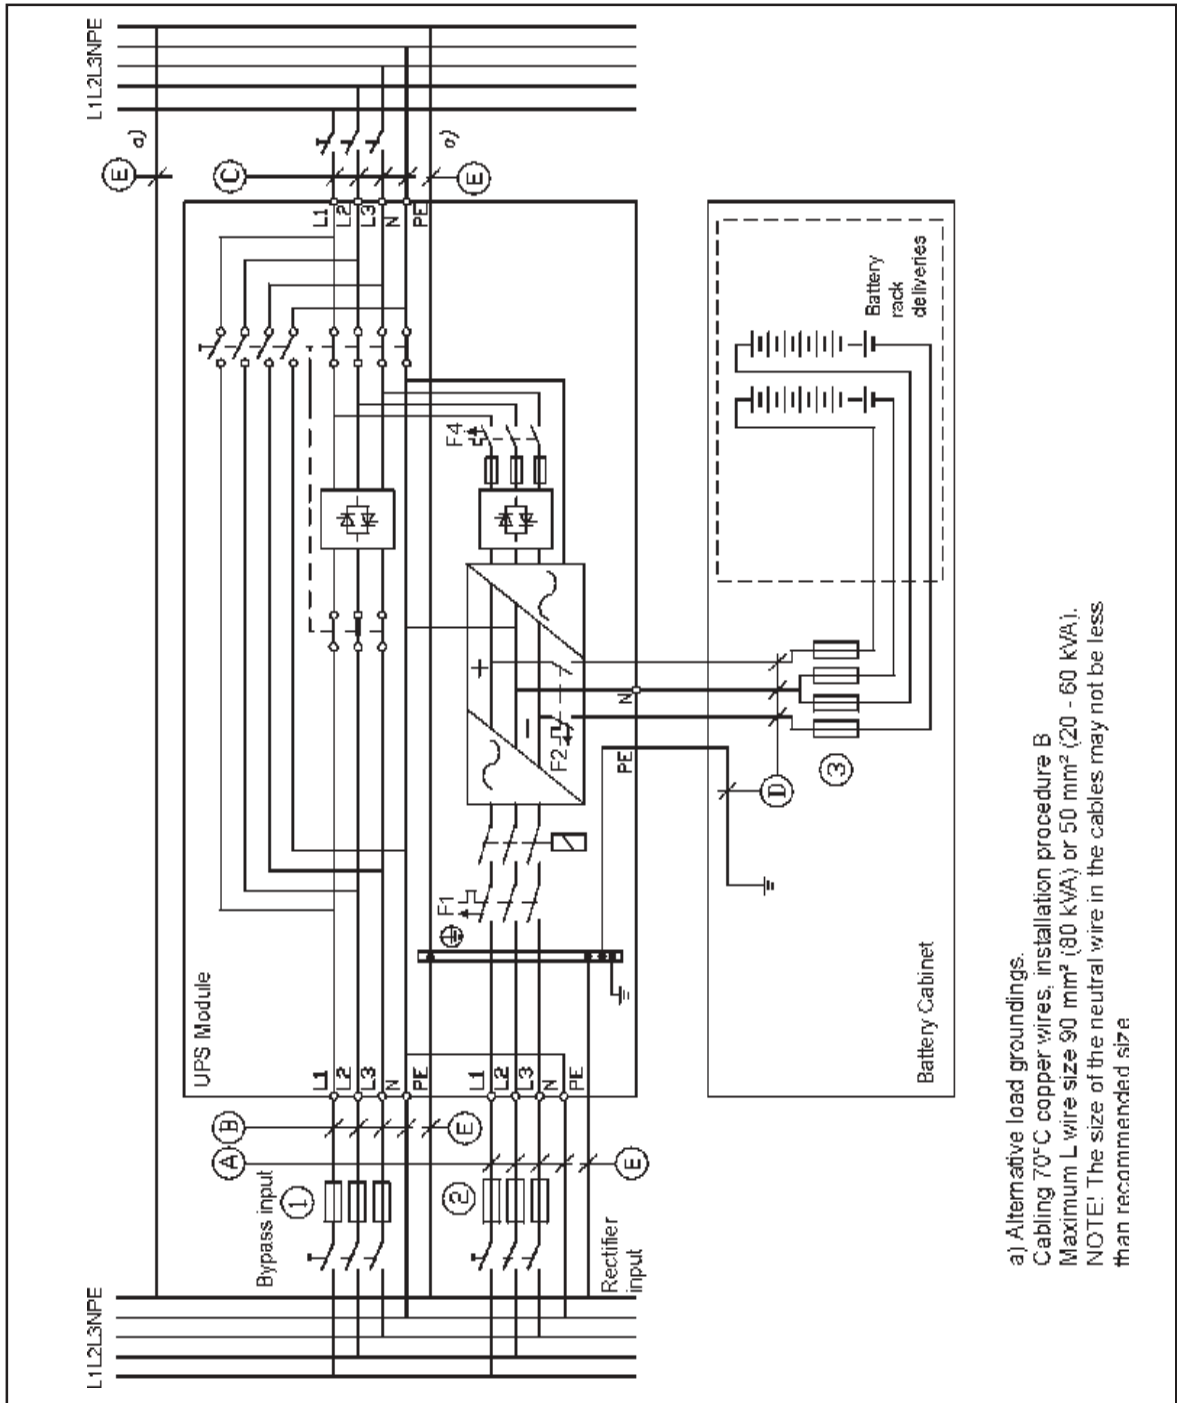 L1L2L3NPE
L1L2L3NPE
Bypass input
1
A
B
E
Rectifier
input
2
E
UPS Module
L1
L2
L3
N
PE
L1
L2
L3
N
PE
F1
F2
F4
+
−
N
PE
L1
L2
L3
N
PE
C
E
a)
E
a)
D
3
Battery Cabinet
Battery
rack
deliveries
a) Alternative load groundings.
Cabling 70°C copper wires, installation procedure B
Maximum L wire size 90 mm² (80 kVA) or 50 mm² (20 - 60 kVA).
NOTE! The size of the neutral wire in the cables may not be less
than recommended size